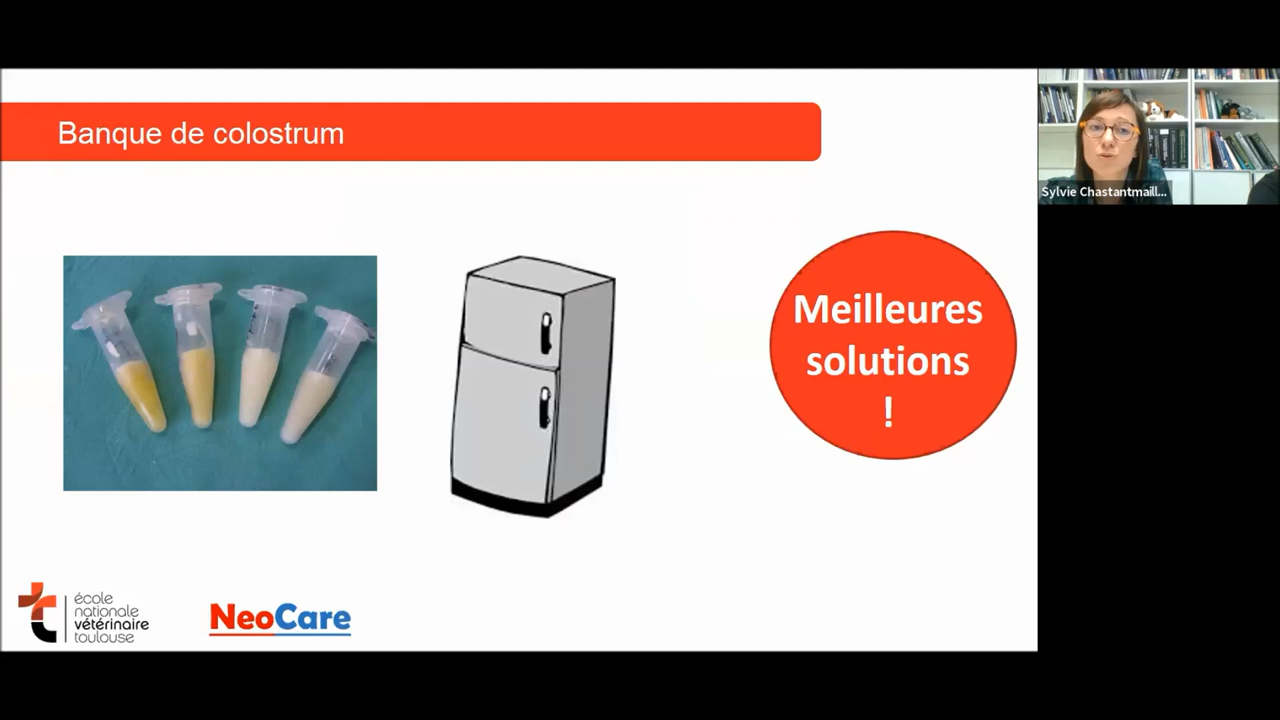 Banque de colostrum
Sylvie Chastantmaill...
Meilleures
solutions
!
école
nationale
vétérinaire
toulouse
NeoCare